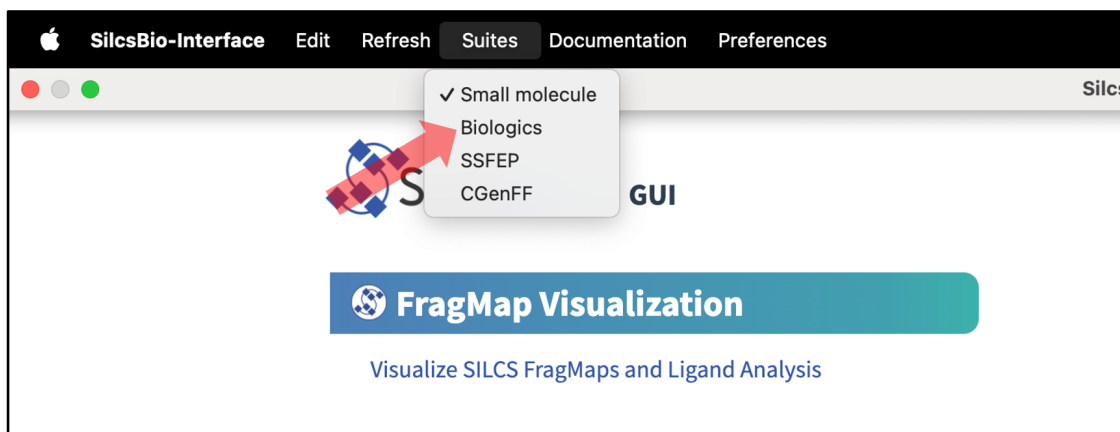 SilcsBio-Interface Edit Refresh Suites Documentation Preferences
✓ Small molecule
Biologics
SSFEP
CGenFF
GUI
FragMap Visualization
Visualize SILCS FragMaps and Ligand Analysis